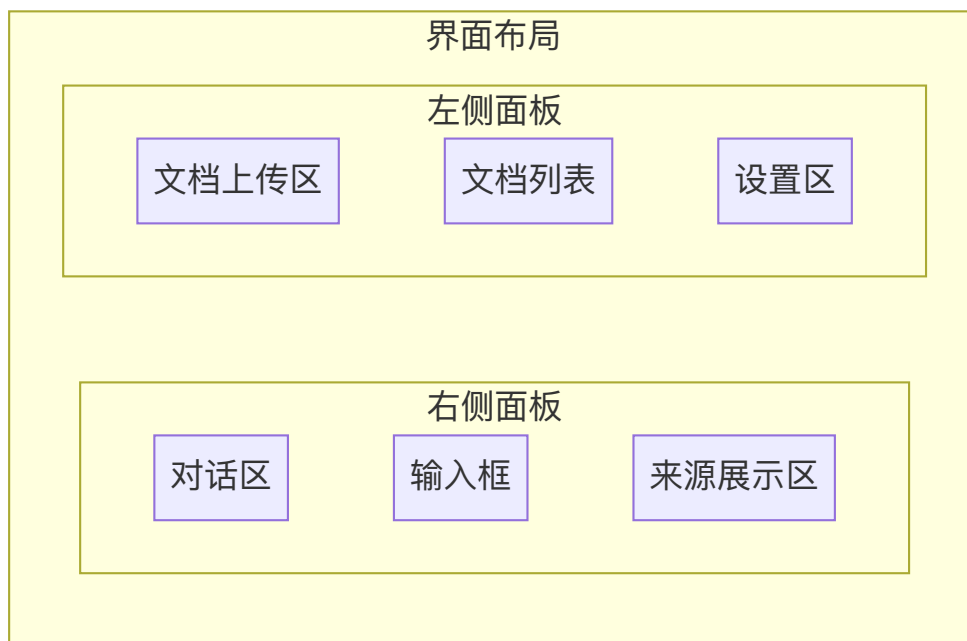 界面布局
左侧面板
文档上传区
文档列表
设置区
右侧面板
对话区
输入框
来源展示区